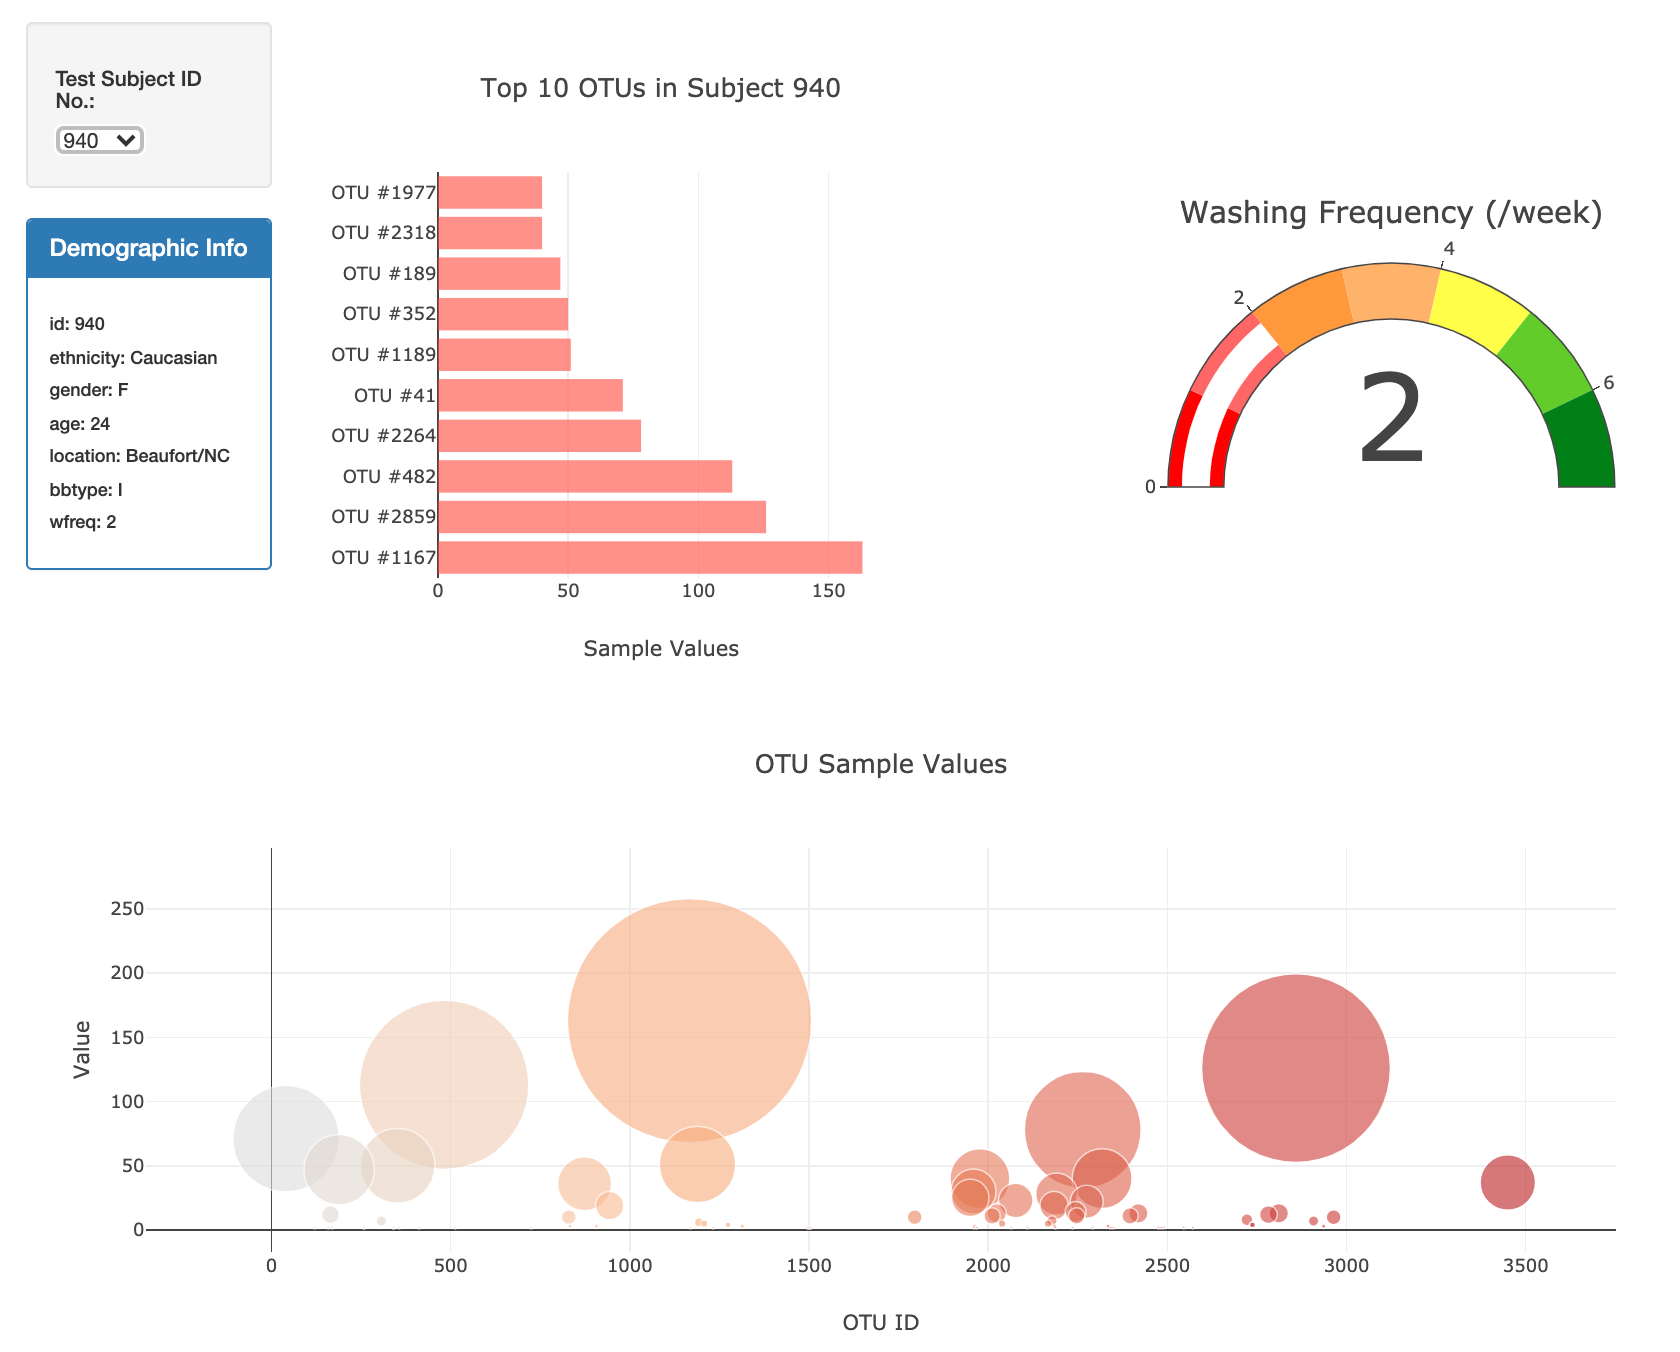 Test Subject ID
No.:
940
Demographic Info
id: 940
ethnicity: Caucasian
gender: F
age: 24
location: Beaufort/NC
bbtype: I
wfreq: 2
Top 10 OTUs in Subject 940
OTU #1977
OTU #2318
OTU #189
OTU #352
OTU #1189
OTU #41
OTU #2264
OTU #482
OTU #2859
OTU #1167
0 50 100 150
Sample Values
Washing Frequency (/week)
0
2
4
6
2
OTU Sample Values
Value
250
200
150
100
50
0
0 500 1000 1500 2000 2500 3000 3500
OTU ID